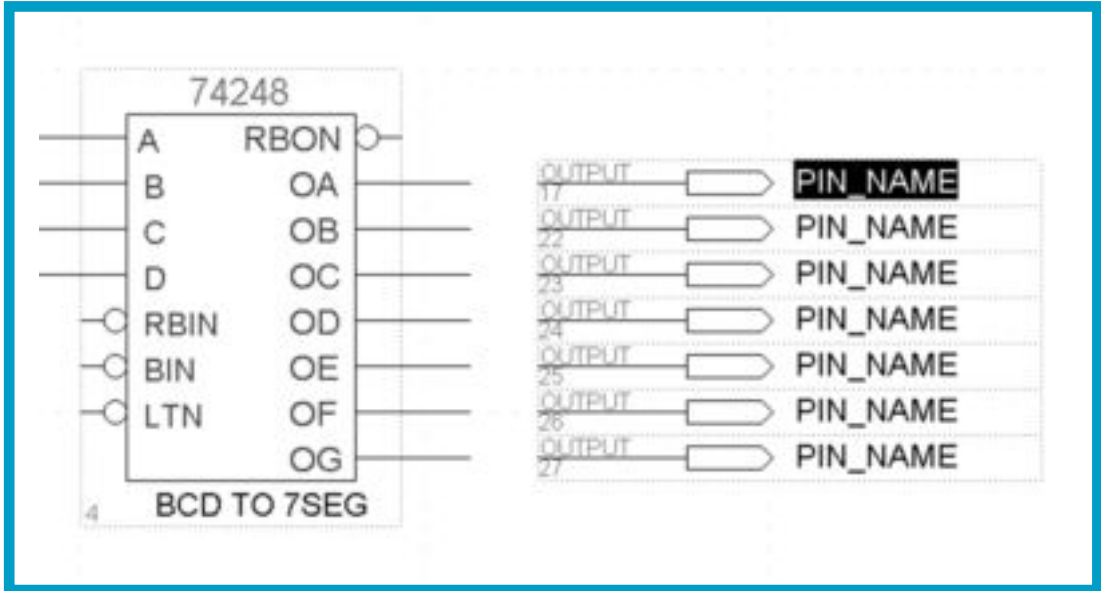 74248
A RBON
B OA
C OB
D OC
RBIN OD
BIN OE
LTN OF
OG
4
BCD TO 7SEG
OUTPUT
17
PIN_NAME
OUTPUT
22
PIN_NAME
OUTPUT
23
PIN_NAME
OUTPUT
24
PIN_NAME
OUTPUT
25
PIN_NAME
OUTPUT
26
PIN_NAME
OUTPUT
27
PIN_NAME